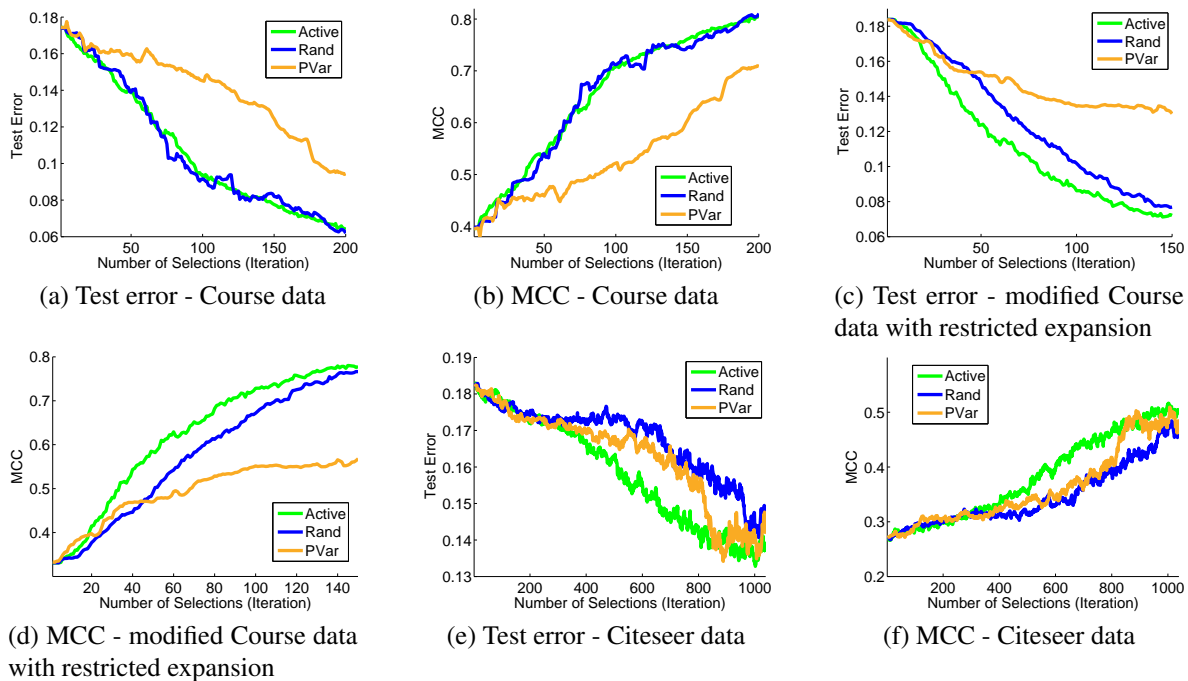 0.18
0.16
0.14
0.12
0.1
0.08
0.06
Test Error
50
100
150
200
Number of Selections (Iteration)
Active
Rand
PVar
(a) Test error - Course data
0.8
0.7
0.6
0.5
0.4
MCC
50
100
150
200
Number of Selections (Iteration)
Active
Rand
PVar
(b) MCC - Course data
0.18
0.16
0.14
0.12
0.1
0.08
0.06
Test Error
50
100
150
Number of Selections (Iteration)
Active
Rand
PVar
(c) Test error - modified Course
data with restricted expansion
0.8
0.7
0.6
0.5
0.4
MCC
20
40
60
80
100
120
140
Number of Selections (Iteration)
Active
Rand
PVar
(d) MCC - modified Course data
with restricted expansion
0.19
0.18
0.17
0.16
0.15
0.14
0.13
Test Error
200
400
600
800
1000
Number of Selections (Iteration)
Active
Rand
PVar
(e) Test error - Citeseer data
0.5
0.4
0.3
0.2
MCC
200
400
600
800
1000
Number of Selections (Iteration)
Active
Rand
PVar
(f) MCC - Citeseer data